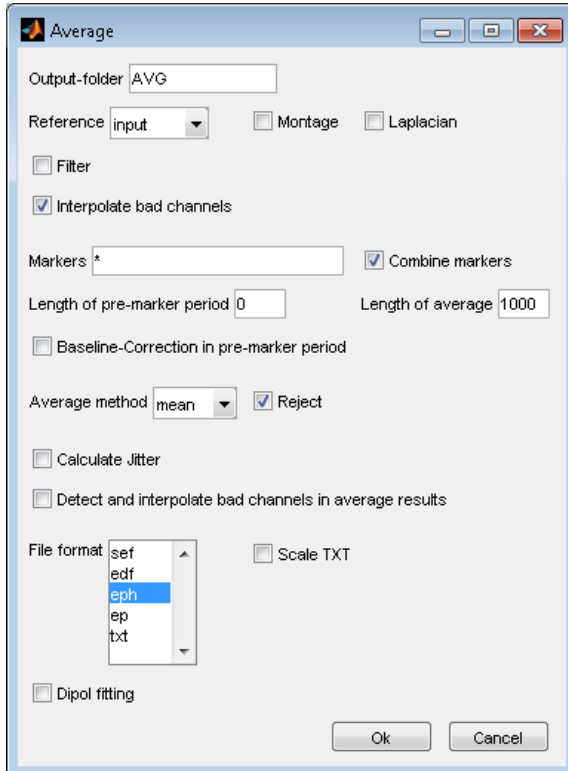 Average
Output-folder AVG
Reference input Montage Laplacian
Filter
Interpolate bad channels
Markers * Combine markers
Length of pre-marker period 0 Length of average 1000
Baseline-Correction in pre-marker period
Average method mean Reject
Calculate Jitter
Detect and interpolate bad channels in average results
File format sef Scale TXT
edf
eph
ep
txt
Dipol fitting
Ok Cancel